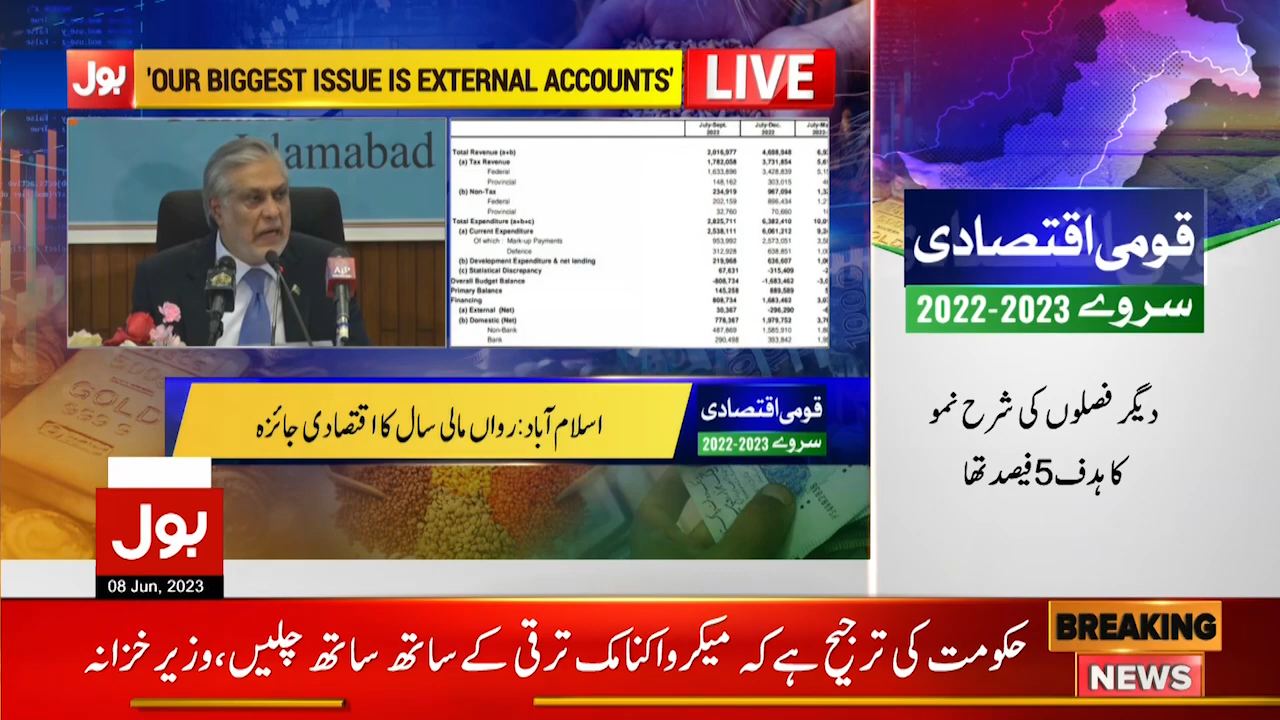 بول
'OUR BIGGEST ISSUE IS EXTERNAL ACCOUNTS'
LIVE
Islamabad
AJP
July-Sept. 2022 July-Dec. 2022
Total Revenue (a+b) 2,016,977 4,698,948
(a) Tax Revenue 1,782,058 3,731,854
Federal 1,633,896 3,428,839
Provincial 148,162 303,015
(b) Non-Tax 234,919 967,094
Federal 202,159 896,434
Provincial 32,760 70,660
Total Expenditure (a+b+c) 2,825,711 6,382,410
(a) Current Expenditure 2,538,111 6,061,212
Of which : Mark-up Payments 953,992 2,573,051
Defence 312,928 638,851
(b) Development Expenditure & net lending 219,968 636,607
(c) Statistical Discrepancy 67,631 -315,409
Overall Budget Balance -808,734 -1,683,462
Primary Balance 145,258 889,589
Financing 808,734 1,683,462
(a) External (Net) 30,367 -296,290
(b) Domestic (Net) 778,367 1,979,752
Non-Bank 487,869 1,585,910
Bank 290,498 393,842
قومی اقتصادی
سروے 2022-2023
دیگر فصلوں کی شرح نمو
کا ہدف 5 فیصد تھا
اسلام آباد: رواں مالی سال کا اقتصادی جائزہ
قومی اقتصادی
سروے 2022-2023
GOLD
بول
08 Jun, 2023
حکومت کی ترجیح ہے کہ میکرو اکنامک ترقی کے ساتھ ساتھ چلیں، وزیر خزانہ
BREAKING
NEWS